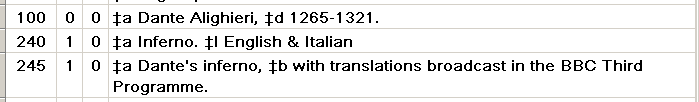 100 0 0 ‡a Dante Alighieri, ‡d 1265-1321.
240 1 0 ‡a Inferno. ‡l English & Italian
245 1 0 ‡a Dante's inferno, ‡b with translations broadcast in the BBC Third
Programme.